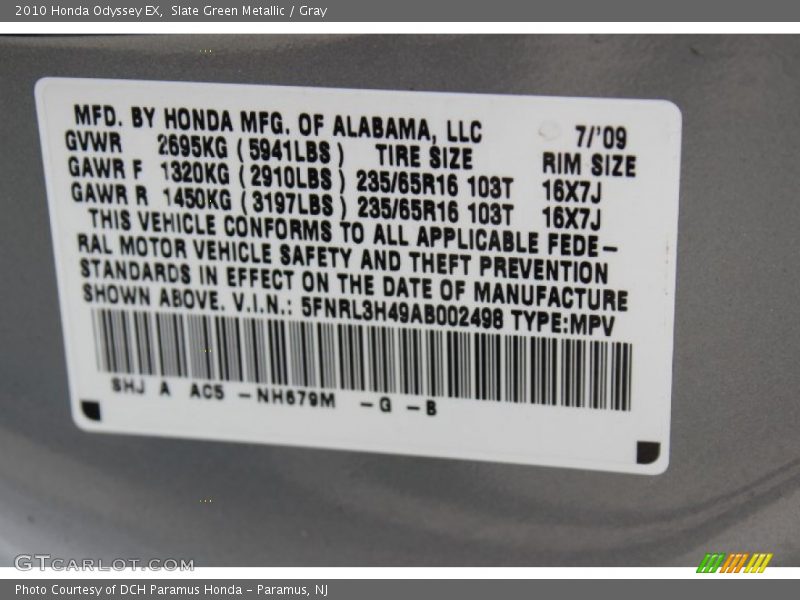 2010 Honda Odyssey EX, Slate Green Metallic / Gray
MFD. BY HONDA MFG. OF ALABAMA, LLC 7/'09
GVWR 2695KG (5941LBS) TIRE SIZE RIM SIZE
GAWR F 1320KG (2910LBS) 235/65R16 103T 16X7J
GAWR R 1450KG (3197LBS) 235/65R16 103T 16X7J
THIS VEHICLE CONFORMS TO ALL APPLICABLE FEDE-
RAL MOTOR VEHICLE SAFETY AND THEFT PREVENTION
STANDARDS IN EFFECT ON THE DATE OF MANUFACTURE
SHOWN ABOVE. V.I.N.: 5FNRL3H49AB002498 TYPE:MPV
SHJ A AC5 -NH679M -G -B
GTCARLOT.COM
Photo Courtesy of DCH Paramus Honda - Paramus, NJ